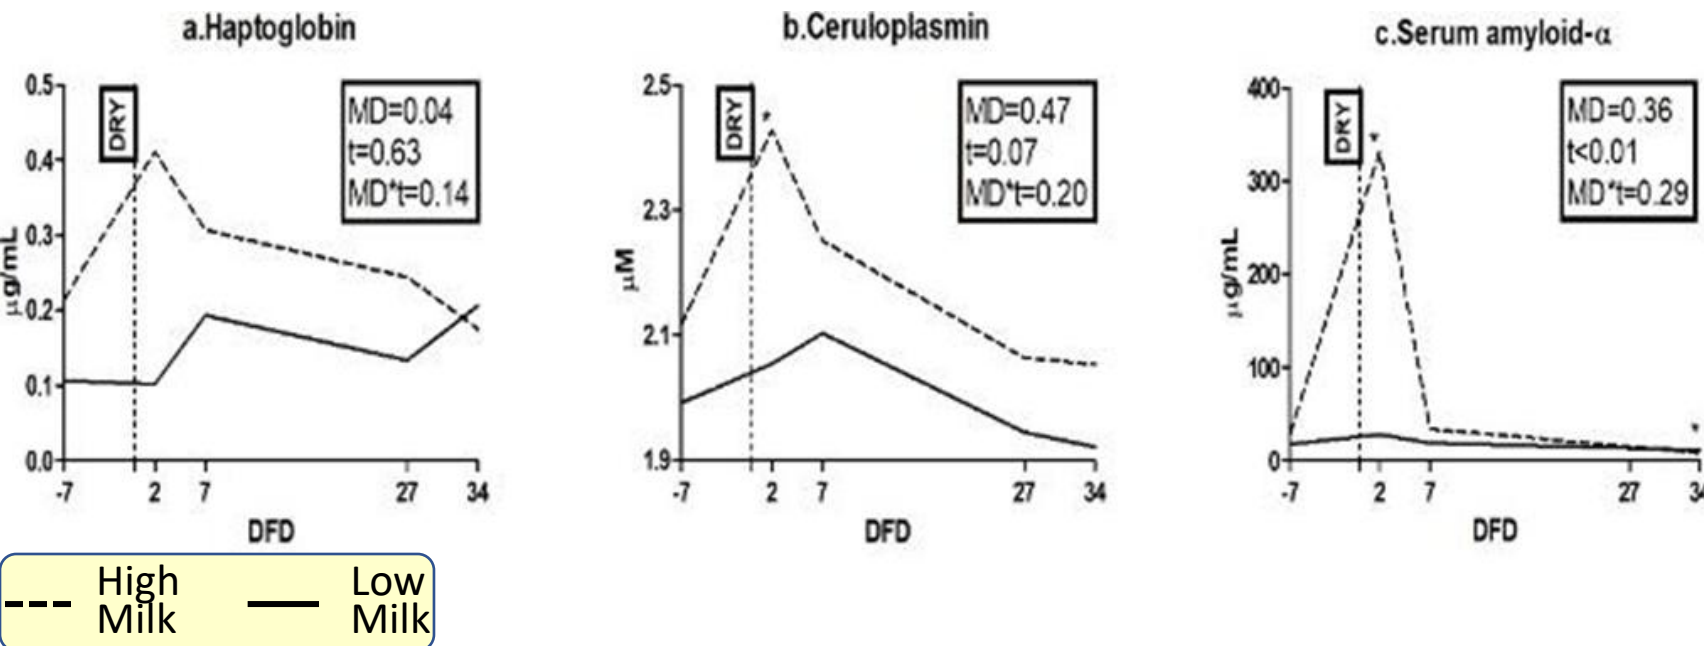 a.Haptoglobin
0.5
0.4
0.3
0.2
0.1
0.0
µg/mL
DRY
MD=0.04
t=0.63
MD*t=0.14
-7 2 7 27 34
DFD
b.Ceruloplasmin
2.5
2.3
2.1
1.9
µM
DRY
*
MD=0.47
t=0.07
MD*t=0.20
-7 2 7 27 34
DFD
c.Serum amyloid-α
400
300
200
100
0
µg/mL
DRY
*
MD=0.36
t<0.01
MD*t=0.29
*
-7 2 7 27 34
DFD
High
Milk
Low
Milk